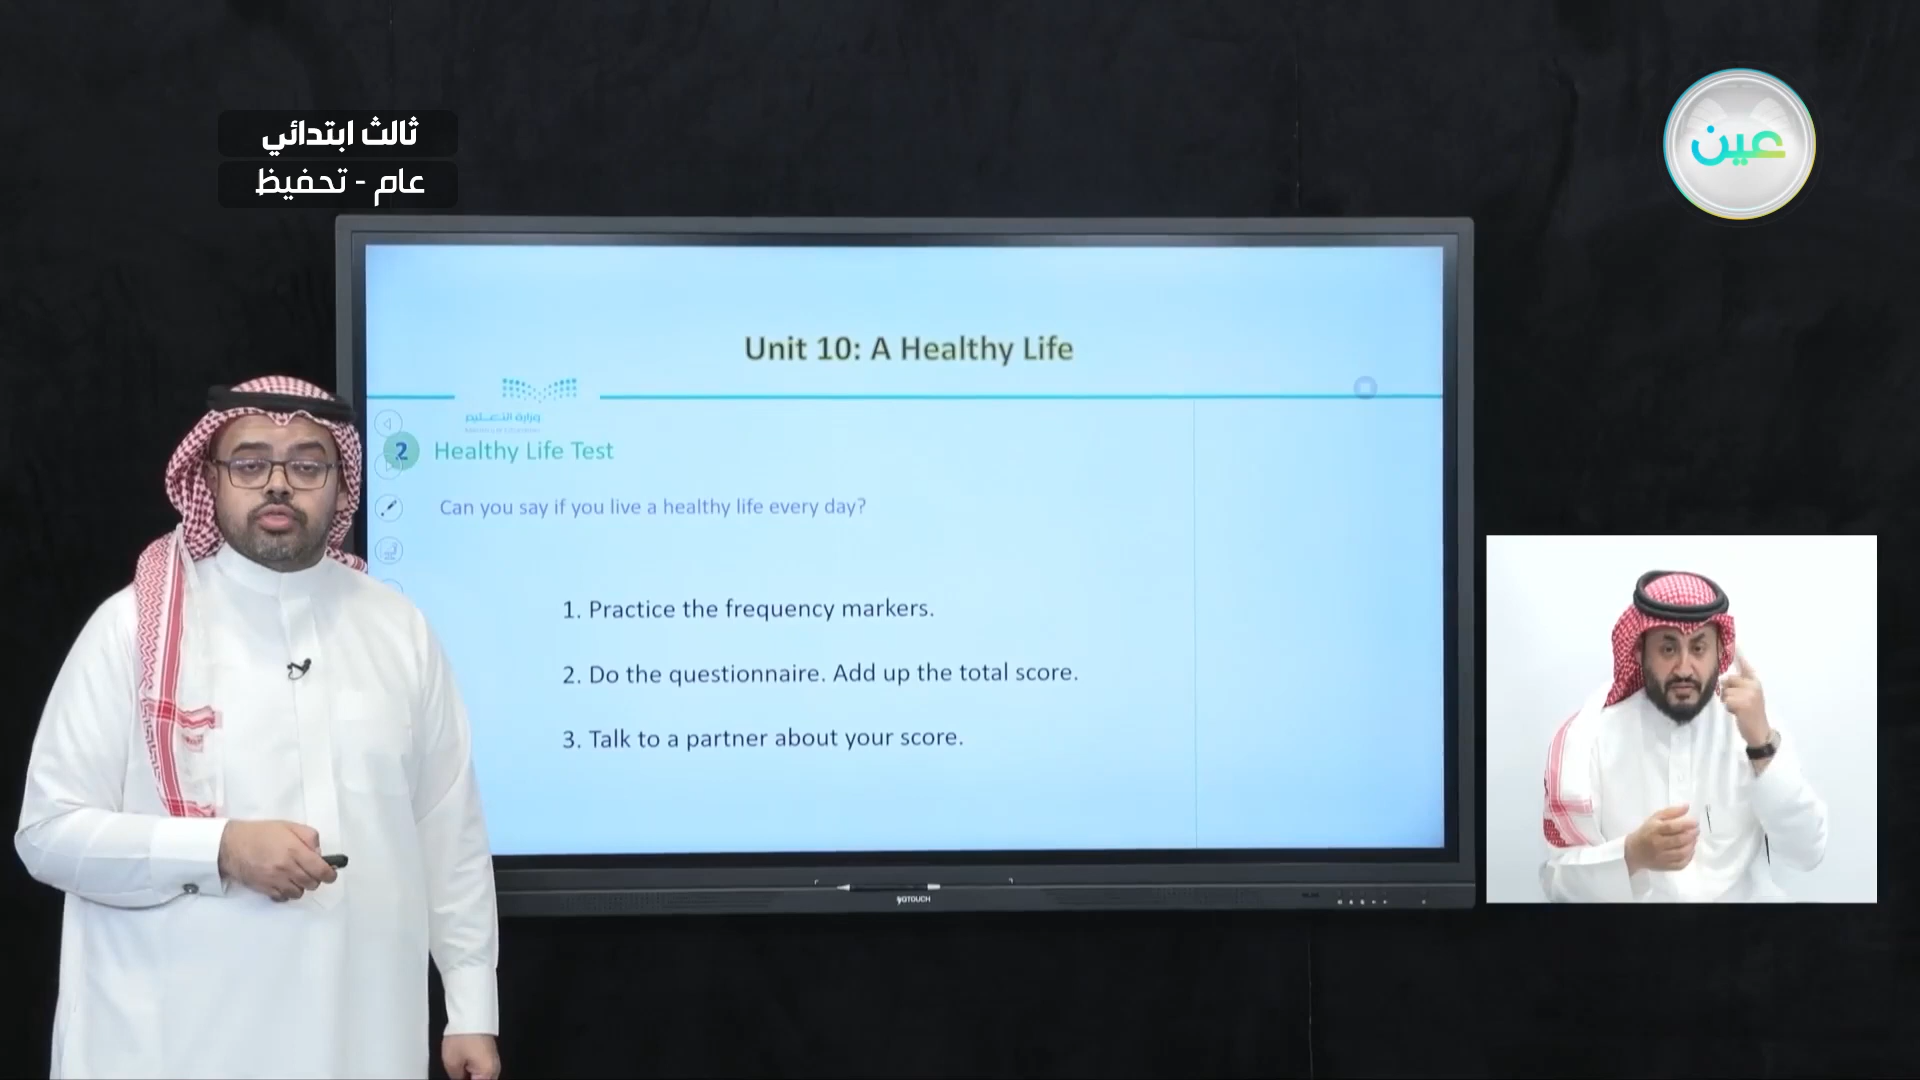 ثالث ابتدائي
عام - تحفيظ
عين
Unit 10: A Healthy Life
وزارة التعليم
2 Healthy Life Test
Can you say if you live a healthy life every day?
1. Practice the frequency markers.
2. Do the questionnaire. Add up the total score.
3. Talk to a partner about your score.
YQTOUCH